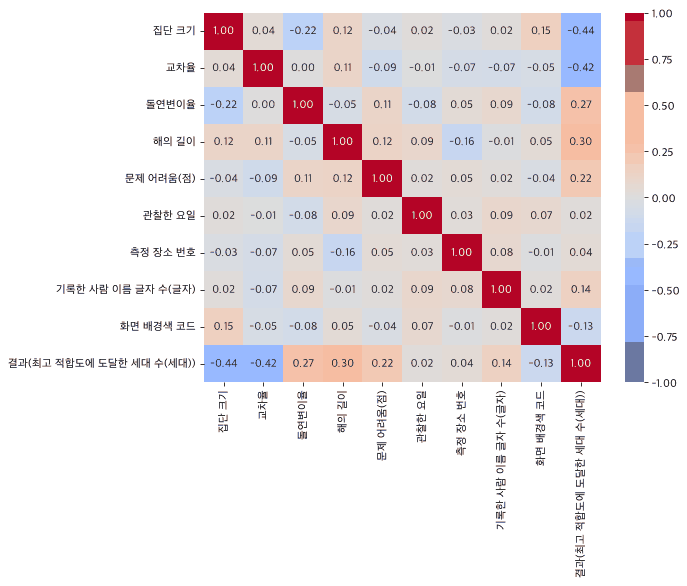 집단 크기 1.00 0.04 -0.22 0.12 -0.04 0.02 -0.03 0.02 0.15 -0.44
교차율 0.04 1.00 0.00 0.11 -0.09 -0.01 -0.07 -0.07 -0.05 -0.42
돌연변이율 -0.22 0.00 1.00 -0.05 0.11 -0.08 0.05 0.09 -0.08 0.27
해의 길이 0.12 0.11 -0.05 1.00 0.12 0.09 -0.16 -0.01 0.05 0.30
문제 어려움(점) -0.04 -0.09 0.11 0.12 1.00 0.02 0.05 0.02 -0.04 0.22
관찰한 요일 0.02 -0.01 -0.08 0.09 0.02 1.00 0.03 0.09 0.07 0.02
측정 장소 번호 -0.03 -0.07 0.05 -0.16 0.05 0.03 1.00 0.08 -0.01 0.04
기록한 사람 이름 글자 수(글자) 0.02 -0.07 0.09 -0.01 0.02 0.09 0.08 1.00 0.02 0.14
화면 배경색 코드 0.15 -0.05 -0.08 0.05 -0.04 0.07 -0.01 0.02 1.00 -0.13
결과(최고 적합도에 도달한 세대 수(세대)) -0.44 -0.42 0.27 0.30 0.22 0.02 0.04 0.14 -0.13 1.00
집단 크기
교차율
돌연변이율
해의 길이
문제 어려움(점)
관찰한 요일
측정 장소 번호
기록한 사람 이름 글자 수(글자)
화면 배경색 코드
결과(최고 적합도에 도달한 세대 수(세대))
1.00
0.75
0.50
0.25
0.00
-0.25
-0.50
-0.75
-1.00